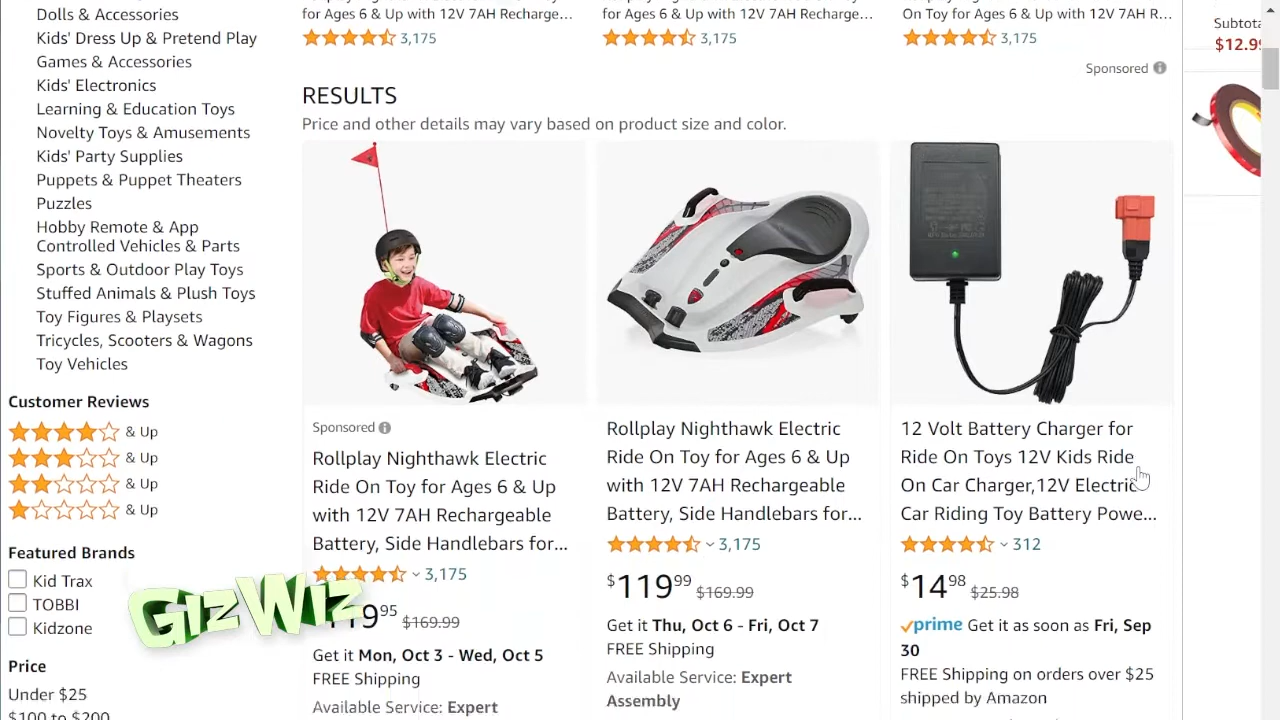 Dolls & Accessories
Kids' Dress Up & Pretend Play
Games & Accessories
Kids' Electronics
Learning & Education Toys
Novelty Toys & Amusements
Kids' Party Supplies
Puppets & Puppet Theaters
Puzzles
Hobby Remote & App
Controlled Vehicles & Parts
Sports & Outdoor Play Toys
Stuffed Animals & Plush Toys
Toy Figures & Playsets
Tricycles, Scooters & Wagons
Toy Vehicles
Customer Reviews
& Up
& Up
& Up
& Up
Featured Brands
Kid Trax
TOBBI
Kidzone
Price
Under $25
$100 to $200
for Ages 6 & Up with 12V 7AH Recharge...
3,175
for Ages 6 & Up with 12V 7AH Recharge...
3,175
On Toy for Ages 6 & Up with 12V 7AH R...
3,175
Sponsored
RESULTS
Price and other details may vary based on product size and color.
Sponsored
Rollplay Nighthawk Electric
Ride On Toy for Ages 6 & Up
with 12V 7AH Rechargeable
Battery, Side Handlebars for...
3,175
95 $169.99
Get it Mon, Oct 3 - Wed, Oct 5
FREE Shipping
Available Service: Expert
Rollplay Nighthawk Electric
Ride On Toy for Ages 6 & Up
with 12V 7AH Rechargeable
Battery, Side Handlebars for...
3,175
$119.99 $169.99
Get it Thu, Oct 6 - Fri, Oct 7
FREE Shipping
Available Service: Expert
Assembly
12 Volt Battery Charger for
Ride On Toys 12V Kids Ride
On Car Charger,12V Electric
Car Riding Toy Battery Powe...
312
$14.98 $25.98
prime Get it as soon as Fri, Sep
30
FREE Shipping on orders over $25
shipped by Amazon
$12.99
GIZWIZ